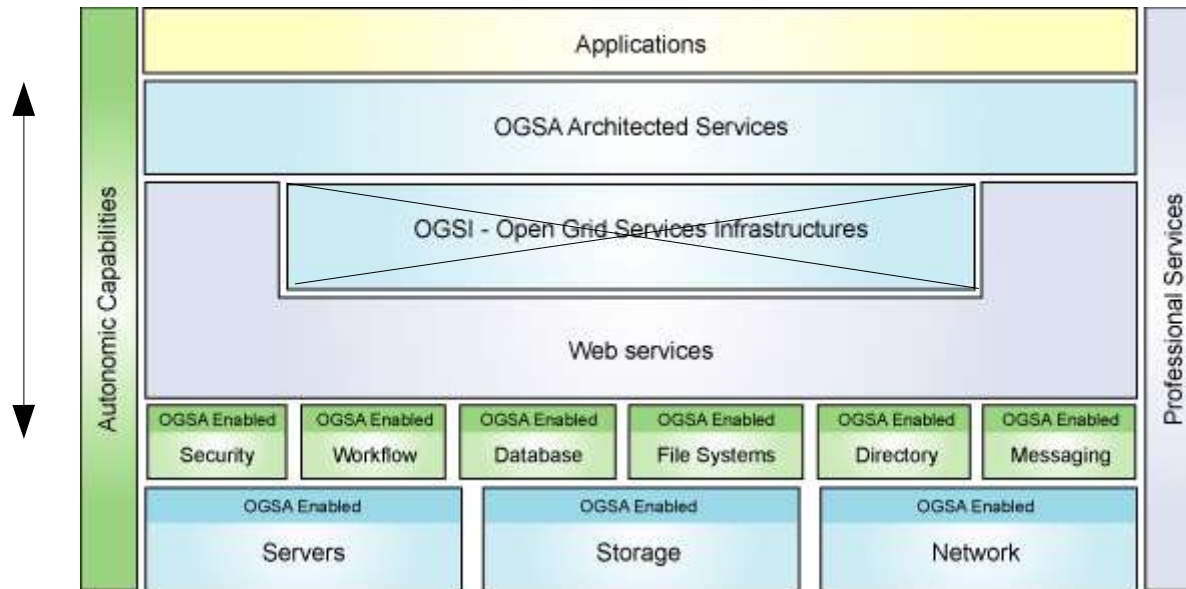 Applications
OGSA Architected Services
OGSI - Open Grid Services Infrastructures
Web services
Autonomic Capabilities
Professional Services
OGSA Enabled
Security
OGSA Enabled
Workflow
OGSA Enabled
Database
OGSA Enabled
File Systems
OGSA Enabled
Directory
OGSA Enabled
Messaging
OGSA Enabled
Servers
OGSA Enabled
Storage
OGSA Enabled
Network